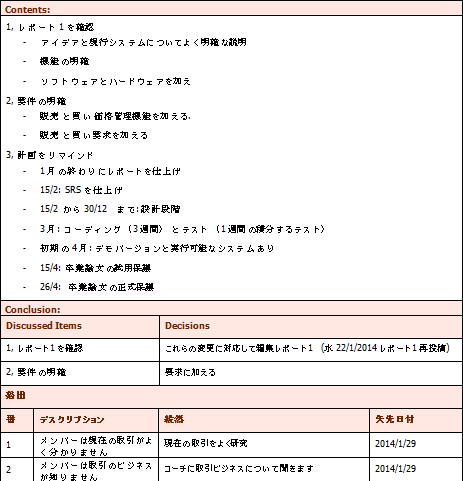 Contents:
1, レポート 1 を確認
- アイデアと現行システムについてよく明確な説明
- 機能の明確
- ソフトウェアとハードウェアを加え
2, 要件の明確
- 販売と買い価格管理機能を加える.
- 販売と買い要求を加える
3, 計画をリマインド
- 1月の終わりにレポートを仕上げ
- 15/2: SRS を仕上げ
- 15/2 から 30/12 まで: 設計段階
- 3月: コーディング (3週間) とテスト (1週間の積分するテスト)
- 初期の 4月: デモバージョンと実行可能なシステムあり
- 15/4: 卒業論文の試用保護
- 26/4: 卒業論文の正式保護
Conclusion:
Discussed Items Decisions
1, レポート1 を確認 これらの変更に対応して編集レポート1 (水 22/1/2014 レポート1 再投稿)
2, 要件の明確 要求に加える
番 デスクリプション 日付
1 メンバーは現在の取引がよく分かりません 現在の取引をよく研究 2014/1/29
2 メンバーは取引のビジネスが知りません コーチに取引ビジネスについて聞きます 2014/1/29